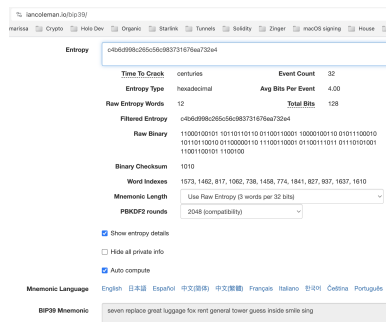 iancoleman.io/bip39/
marissa Crypto Holo Dev Organic Starlink Tunnels Solidity Zinger macOS signing House
Entropy c4b6d998c265c56c983731676ea732e4
Time To Crack centuries Event Count 32
Entropy Type hexadecimal Avg Bits Per Event 4.00
Raw Entropy Words 12 Total Bits 128
Filtered Entropy c4b6d998c265c56c983731676ea732e4
Raw Binary 11000100101 10110110110 01100110001 10000100110 01011100010
10110110010 01100000110 11100110001 01100111011 01110101001
11001100101 1100100
Binary Checksum 1010
Word Indexes 1573, 1462, 817, 1062, 738, 1458, 774, 1841, 827, 937, 1637, 1610
Mnemonic Length Use Raw Entropy (3 words per 32 bits)
PBKDF2 rounds 2048 (compatibility)
Show entropy details
Hide all private info
Auto compute
Mnemonic Language English 日本語 Español 中文(简体) 中文(繁體) Français Italiano 한국어 Čeština Português
BIP39 Mnemonic seven replace great luggage fox rent general tower guess inside smile sing